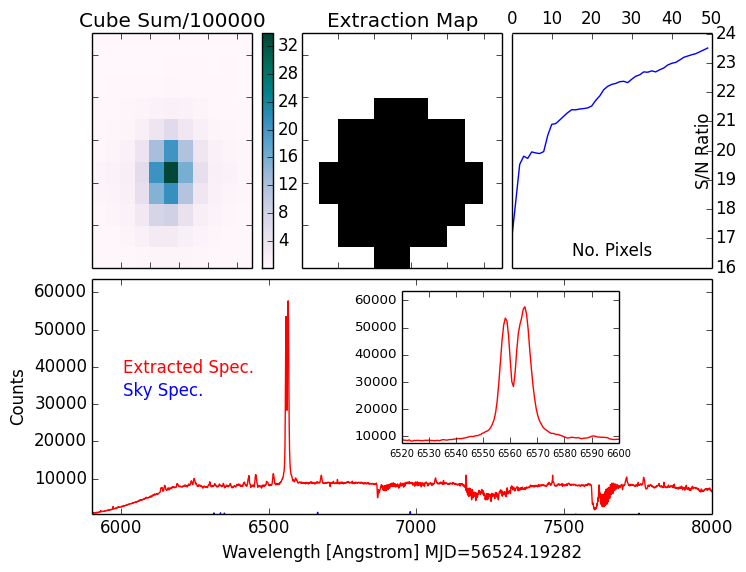 Cube Sum/100000
Extraction Map
0 10 20 30 40 50
32
28
24
20
16
12
8
4
24
23
22
21
20
19
18
17
16
S/N Ratio
No. Pixels
60000
50000
40000
30000
20000
10000
Counts
Extracted Spec.
Sky Spec.
60000
50000
40000
30000
20000
10000
6520 6530 6540 6550 6560 6570 6580 6590 6600
6000 6500 7000 7500 8000
Wavelength [Angstrom] MJD=56524.19282